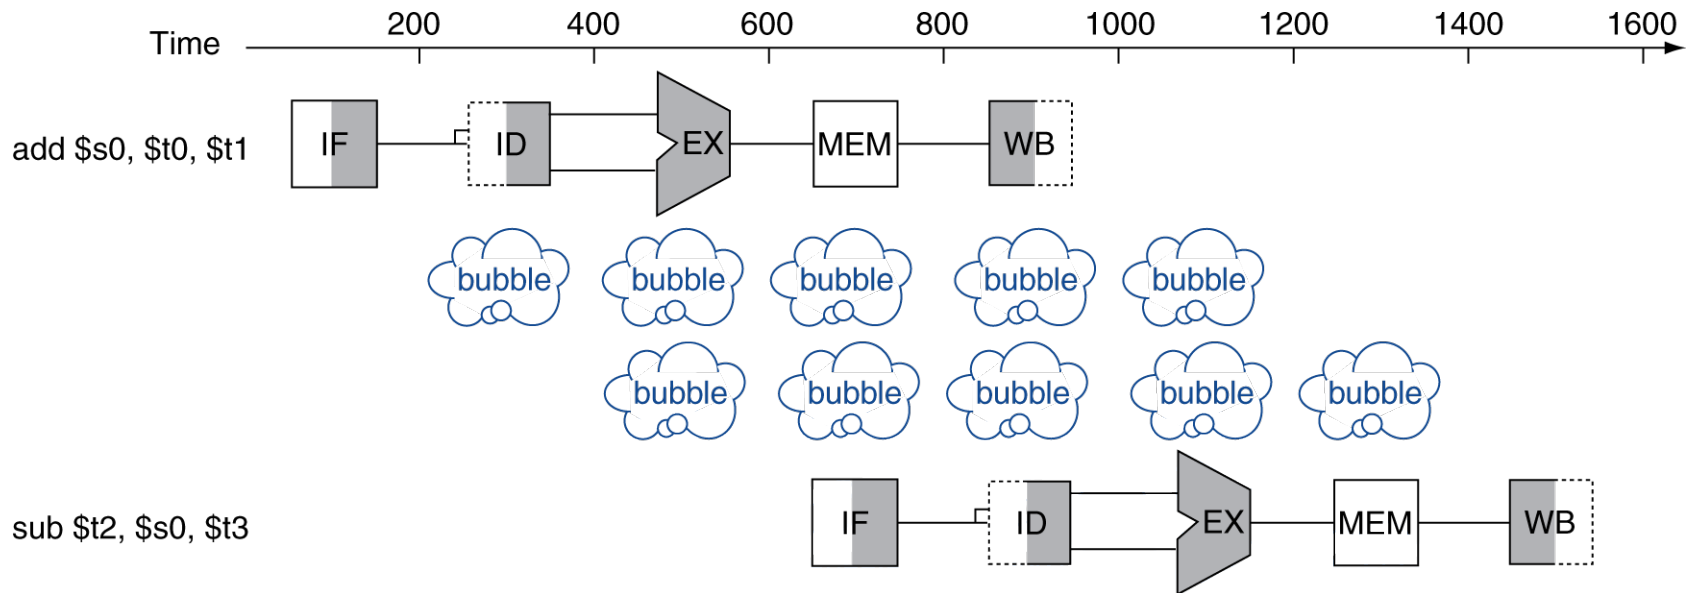 200 400 600 800 1000 1200 1400 1600
Time
add $s0, $t0, $t1 IF ID EX MEM WB
bubble bubble bubble bubble bubble
bubble bubble bubble bubble bubble
sub $t2, $s0, $t3 IF ID EX MEM WB